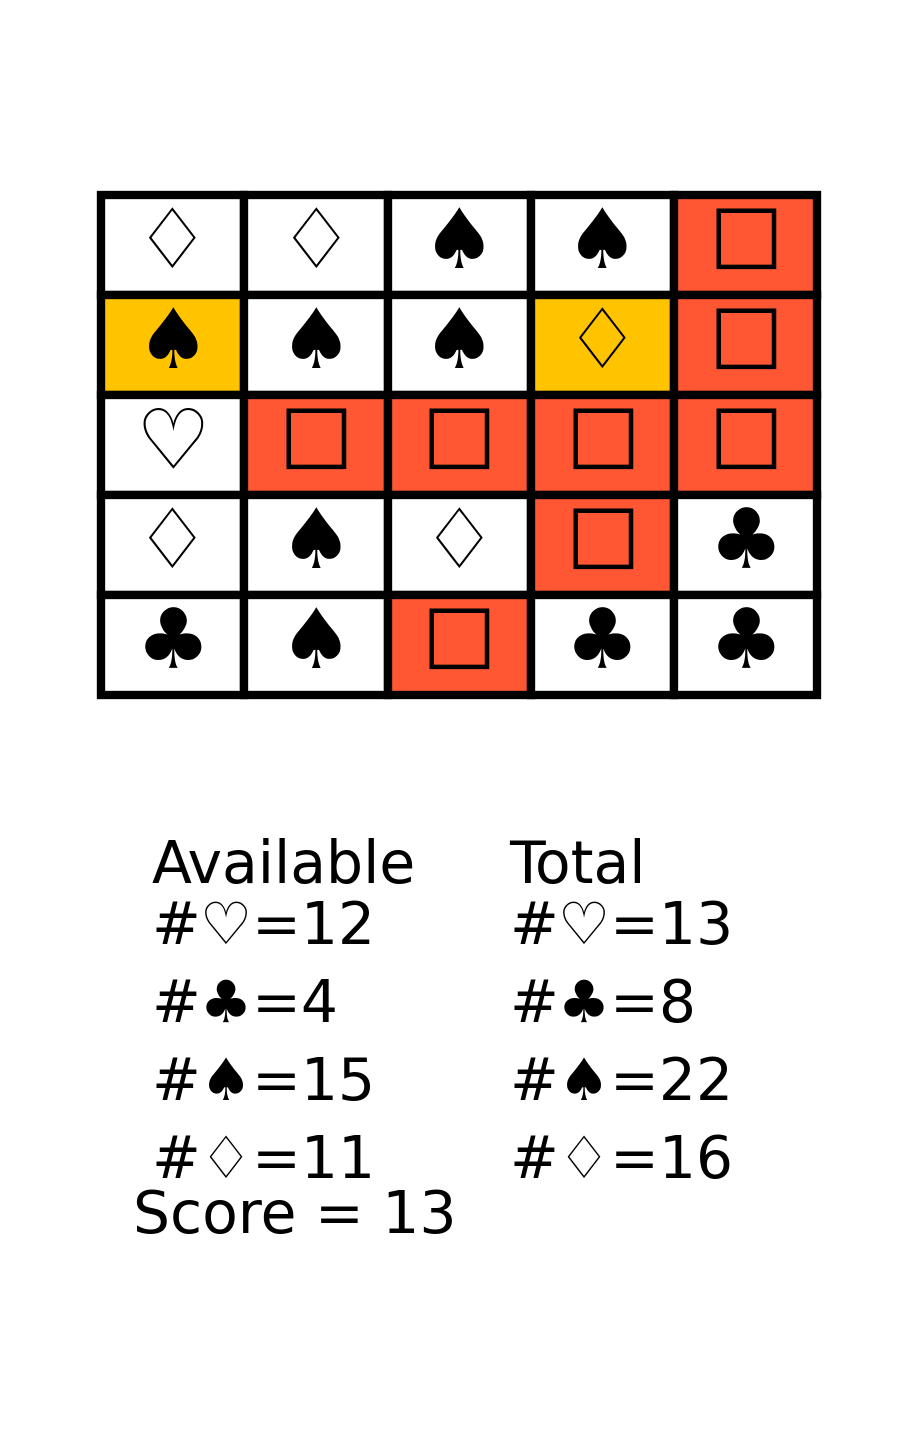 ♢ ♢ ♠ ♠ □
♠ ♠ ♠ ♢ □
♡ □ □ □ □
♢ ♠ ♢ □ ♣
♣ ♠ □ ♣ ♣
Available Total
#♡=12 #♡=13
#♣=4 #♣=8
#♠=15 #♠=22
#♢=11 #♢=16
Score = 13